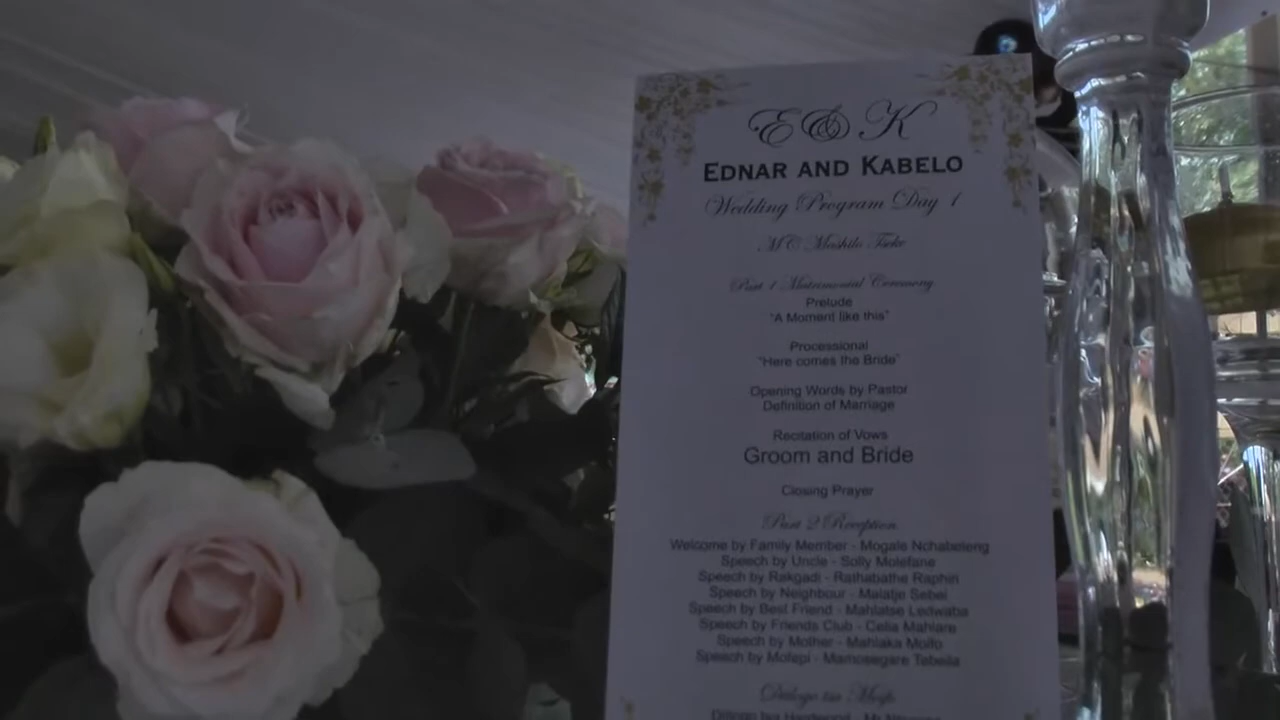 E & K
EDNAR AND KABELO
Wedding Program Day 1
MC Mashilo Tseke
Part 1 Matrimonial Ceremony
Prelude
"A Moment like this"
Processional
"Here comes the Bride"
Opening Words by Pastor
Definition of Marriage
Recitation of Vows
Groom and Bride
Closing Prayer
Part 2 Reception
Welcome by Family Member - Mogale Nchabeleng
Speech by Uncle - Solly Molefane
Speech by Rakgadi - Rathabathe Raphiri
Speech by Neighbour - Malatje Sebei
Speech by Best Friend - Mahlatse Ledwaba
Speech by Friends Club - Celia Mahlare
Speech by Mother - Mahlaka Moifo
Speech by Mofepi - Mamosegare Tebeila